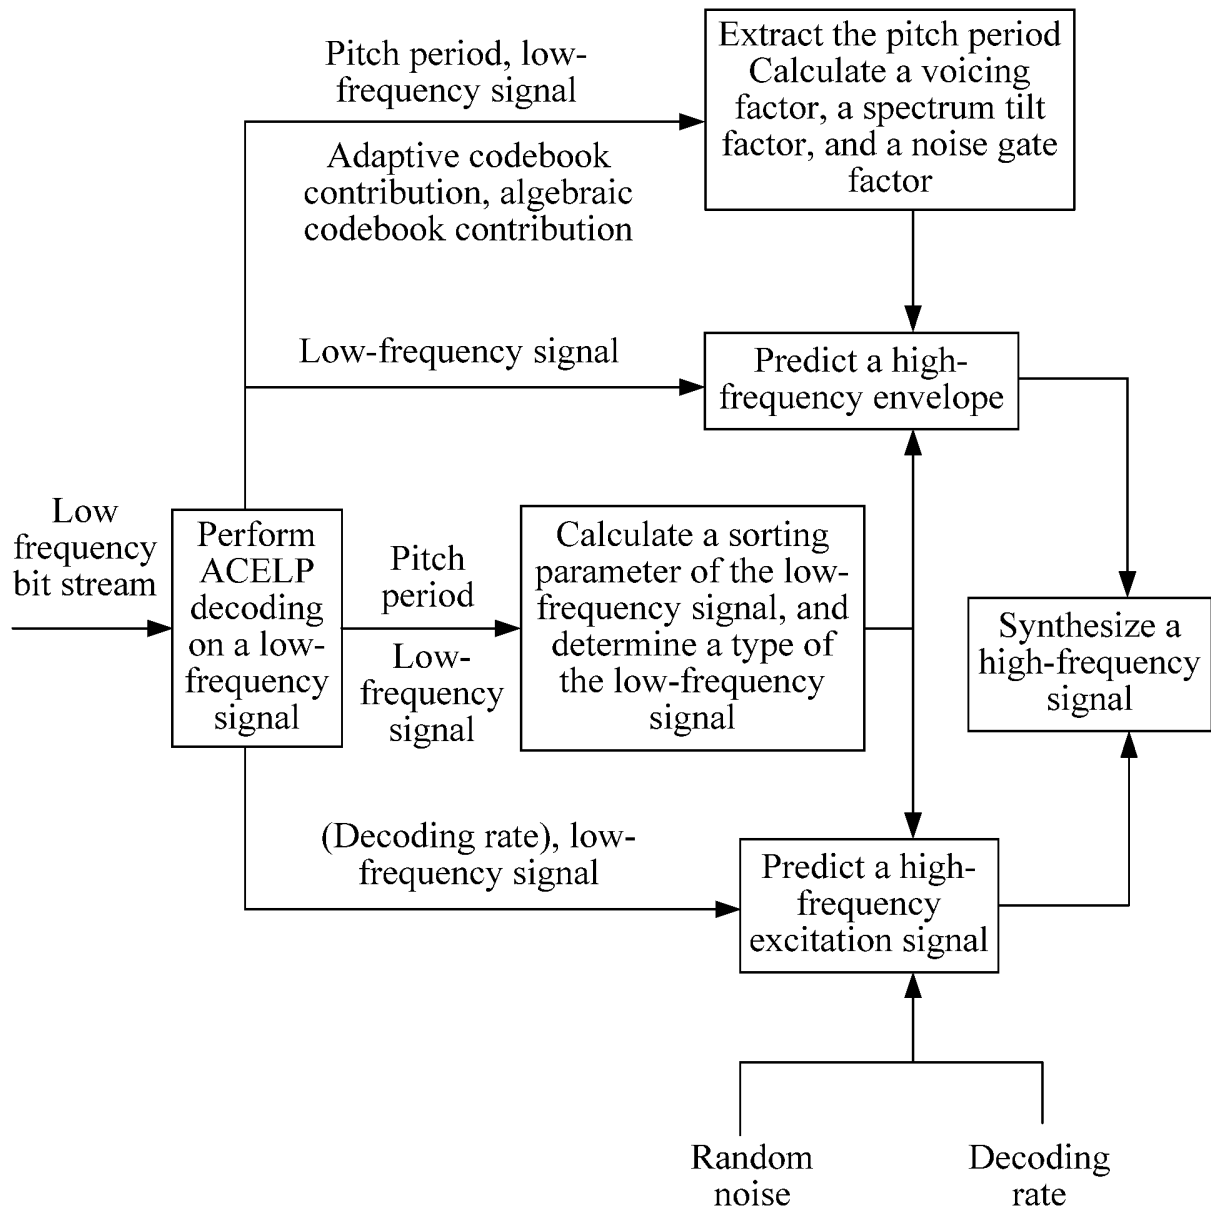 Pitch period, low-
frequency signal
Adaptive codebook
contribution, algebraic
codebook contribution
Extract the pitch period
Calculate a voicing
factor, a spectrum tilt
factor, and a noise gate
factor
Low-frequency signal
Predict a high-
frequency envelope
Low
frequency
bit stream
Perform
ACELP
decoding
on a low-
frequency
signal
Pitch
period
Low-
frequency
signal
Calculate a sorting
parameter of the low-
frequency signal, and
determine a type of
the low-frequency
signal
Synthesize a
high-frequency
signal
(Decoding rate), low-
frequency signal
Predict a high-
frequency
excitation signal
Random
noise
Decoding
rate